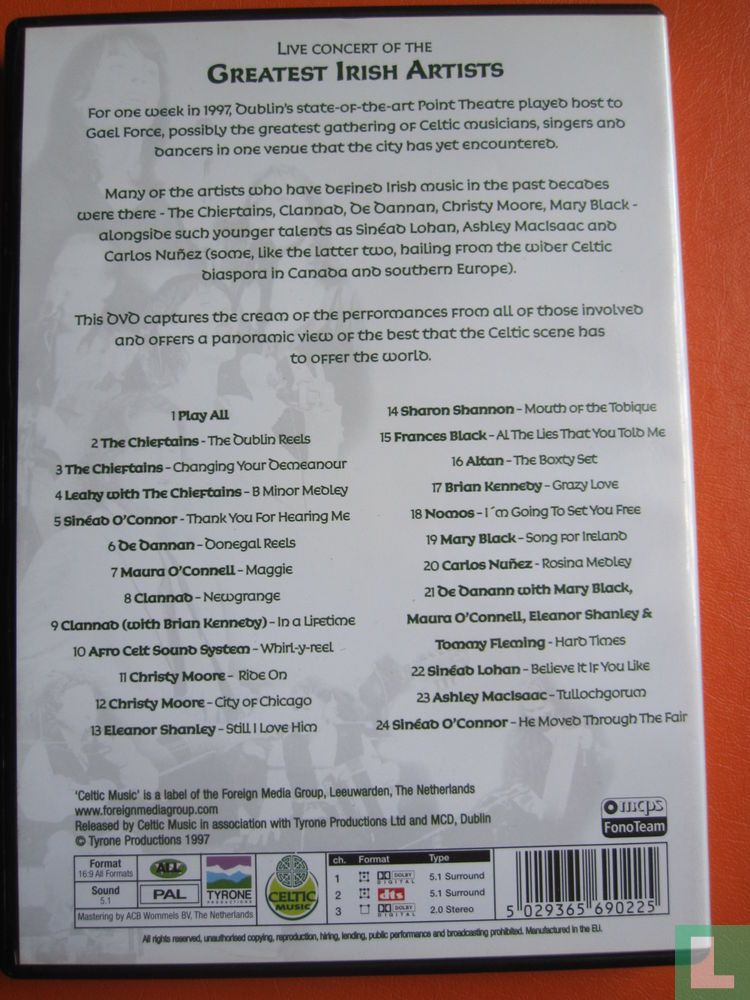 Live concert of the
Greatest Irish Artists
For one week in 1997, Dublin's state-of-the-art Point Theatre played host to
Gael Force, possibly the greatest gathering of Celtic musicians, singers and
dancers in one venue that the city has yet encountered.
Many of the artists who have defined Irish music in the past decades
were there - The Chieftains, Clannad, De Dannan, Christy Moore, Mary Black -
alongside such younger talents as Sinéad Lohan, Ashley MacIsaac and
Carlos Nuñez (some, like the latter two, hailing from the wider Celtic
diaspora in Canada and southern Europe).
This DVD captures the cream of the performances from all of those involved
and offers a panoramic view of the best that the Celtic scene has
to offer the world.
1 Play All
2 The Chieftains - The Dublin Reels
3 The Chieftains - Changing Your Demeanour
4 Leahy with The Chieftains - B Minor Medley
5 Sinéad O'Connor - Thank You For Hearing Me
6 De Dannan - Donegal Reels
7 Maura O'Connell - Maggie
8 Clannad - Newgrange
9 Clannad (with Brian Kennedy) - In a Lifetime
10 Afro Celt Sound System - Whirl-y-reel
11 Christy Moore - Ride On
12 Christy Moore - City of Chicago
13 Eleanor Shanley - Still I Love Him
14 Sharon Shannon - Mouth of the Tobique
15 Frances Black - Al The Lies That You Told Me
16 Altan - The Boxty Set
17 Brian Kennedy - Grazy Love
18 Nomos - I´m Going To Set You Free
19 Mary Black - Song for Ireland
20 Carlos Nuñez - Rosina Medley
21 De Danann with Mary Black,
Maura O'Connell, Eleanor Shanley &
Tommy Fleming - Hard Times
22 Sinéad Lohan - Believe It If You Like
23 Ashley MacIsaac - Tullochgorum
24 Sinéad O'Connor - He Moved Through The Fair
'Celtic Music' is a label of the Foreign Media Group, Leeuwarden, The Netherlands
www.foreignmediagroup.com
Released by Celtic Music in association with Tyrone Productions Ltd and MCD, Dublin
© Tyrone Productions 1997
mcps
FonoTeam
Format
16:9 All Formats
Sound
5.1
ALL
PAL
TYRONE
PRODUCTIONS
CELTIC
MUSIC
Mastering by ACB Wommels BV, The Netherlands
ch. Format Type
1 DOLBY DIGITAL 5.1 Surround
2 dts 5.1 Surround
3 DOLBY DIGITAL 2.0 Stereo
5 029365 690225
All rights reserved, unauthorised copying, reproduction, hiring, lending, public performance and broadcasting prohibited. Manufactured in the EU.
L